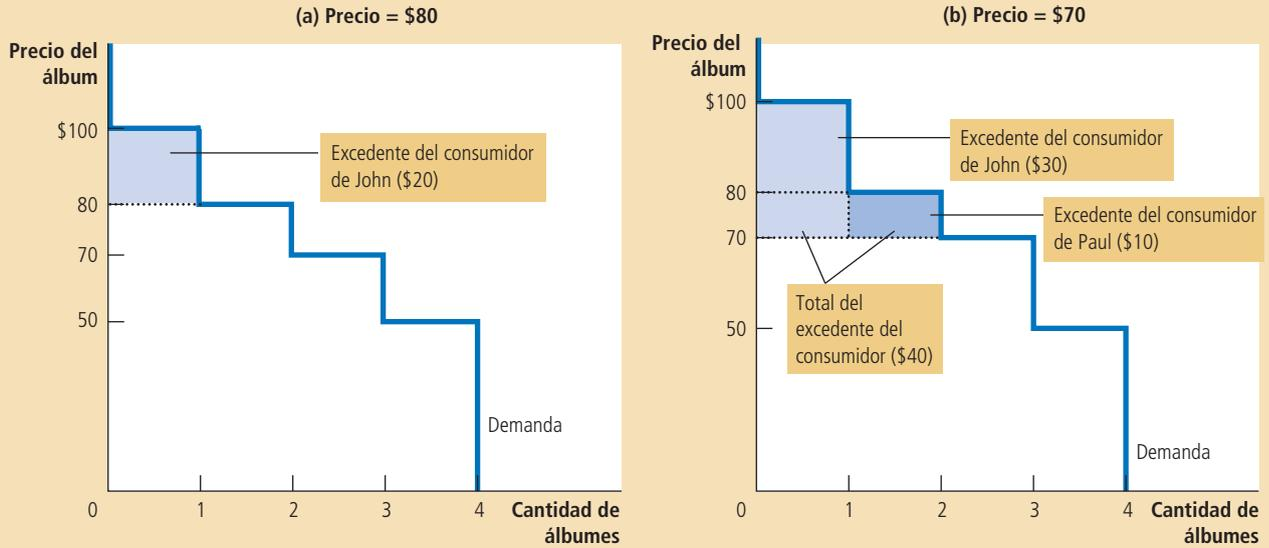 (a) Precio = $80
Precio del
álbum
$100
80
70
50
0
1
2
3
4
Cantidad de
álbumes
Excedente del consumidor
de John ($20)
Demanda
(b) Precio = $70
Precio del
álbum
$100
80
70
50
0
1
2
3
4
Cantidad de
álbumes
Excedente del consumidor
de John ($30)
Excedente del consumidor
de Paul ($10)
Total del
excedente del
consumidor ($40)
Demanda